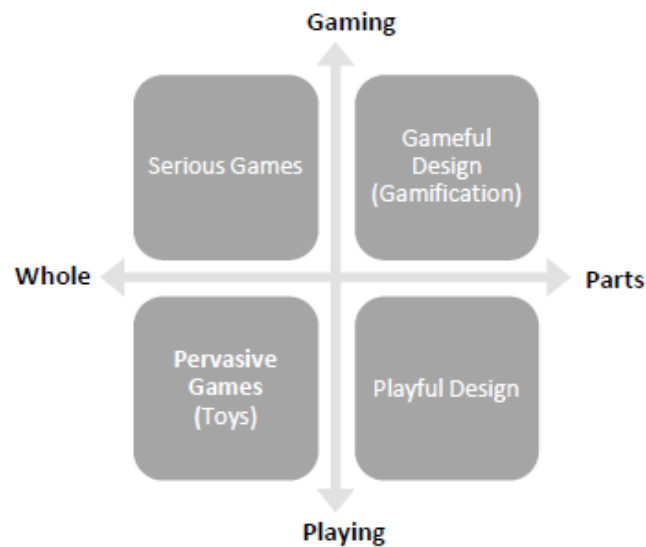 Gaming
Serious Games
Gameful
Design
(Gamification)
Whole
Parts
Pervasive
Games
(Toys)
Playful Design
Playing